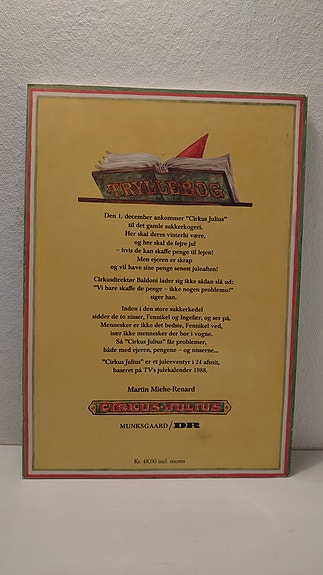 TRYLLEBOG
Den 1. december ankommer "Cirkus Julius"
til det gamle sukkerkogeri.
Her skal deres vinterhi være,
og her skal de fejre jul
– hvis de kan skaffe penge til lejen!
Men ejeren er skrap
og vil have sine penge senest juleaften!
Cirkusdirektør Baldoni lader sig ikke sådan slå ud:
"Vi bare skaffe de penge – ikke nogen problemo!"
siger han.
Inden i den store sukkerkedel
sidder de to nisser, Fennikel og Ingefær, og ser på.
Mennesker er ikke det bedste, Fennikel ved,
især ikke mennesker der bor i vogne.
Så "Cirkus Julius" får problemer,
både med ejeren, pengene – og nisserne...
"Cirkus Julius" er et juleeventyr i 24 afsnit,
baseret på TV's julekalender 1988.
Martin Miehe-Renard
CIRKUS JULIUS
MUNKSGAARD / DR
Kr. 48,00 incl. moms